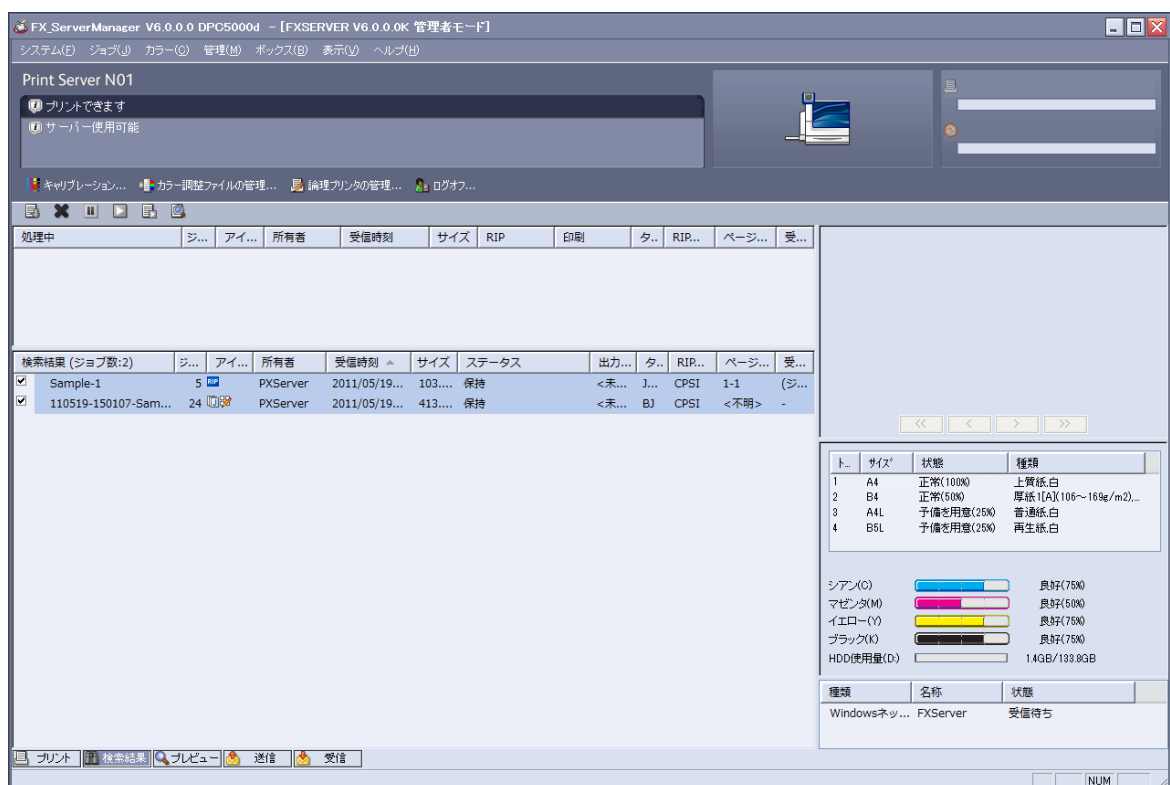 FX_ServerManager V6.0.0.0 DPC5000d - [FXSERVER V6.0.0.0K 管理者モード]
システム(F) ジョブ(J) カラー(C) 管理(M) ボックス(B) 表示(V) ヘルプ(H)
Print Server N01
プリントできます
サーバー使用可能
キャリブレーション... カラー調整ファイルの管理... 論理プリンタの管理... ログオフ...
処理中 ジ... アイ... 所有者 受信時刻 サイズ RIP 印刷 タ.. RIP... ページ... 受...
検索結果 (ジョブ数:2) ジ... アイ... 所有者 受信時刻 サイズ ステータス 出力... タ.. RIP... ページ... 受...
Sample-1 5 RIP PXServer 2011/05/19... 103.... 保持 <未... J... CPSI 1-1 (ジ...
110519-150107-Sam... 24 PXServer 2011/05/19... 413.... 保持 <未... BJ CPSI <不明> -
<< < > >>
ト... サイズ 状態 種類
1 A4 正常(100%) 上質紙,白
2 B4 正常(50%) 厚紙1[A](106～169g/m2),...
3 A4L 予備を用意(25%) 普通紙,白
4 B5L 予備を用意(25%) 再生紙,白
シアン(C) 良好(75%)
マゼンタ(M) 良好(50%)
イエロー(Y) 良好(75%)
ブラック(K) 良好(75%)
HDD使用量(D:) 1.4GB/133.8GB
種類 名称 状態
Windowsネッ... FXServer 受信待ち
プリント 検索結果 プレビュー 送信 受信
NUM